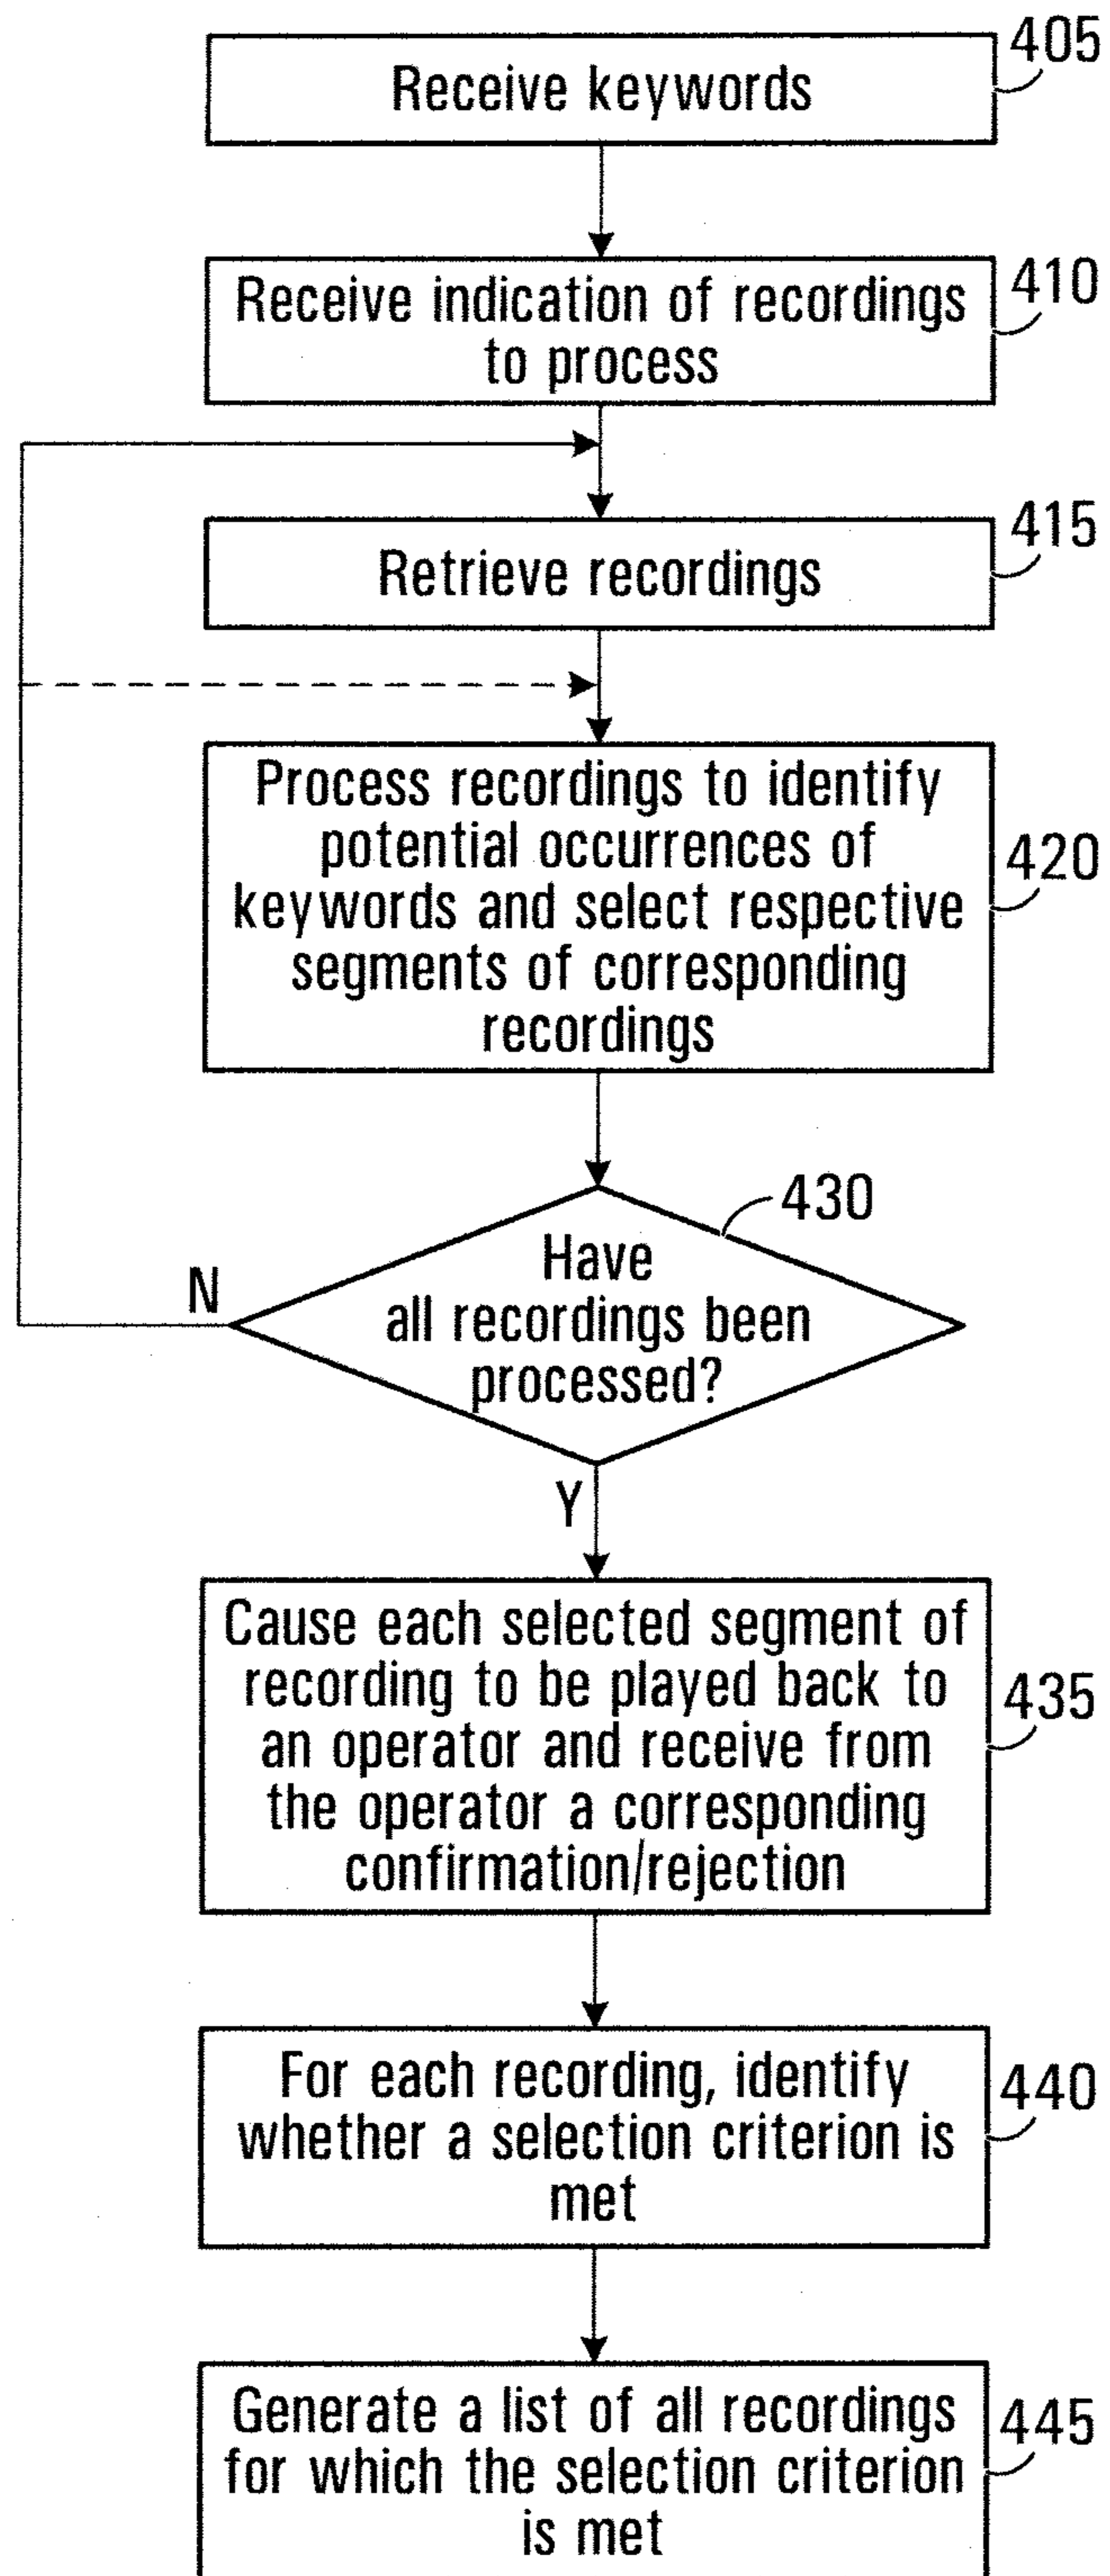 405
Receive keywords
410
Receive indication of recordings
to process
415
Retrieve recordings
Process recordings to identify
potential occurrences of
keywords and select respective
segments of corresponding
recordings
420
430
Have
all recordings been
processed?
N
Y
Cause each selected segment of
recording to be played back to
an operator and receive from
the operator a corresponding
confirmation/rejection
435
For each recording, identify
whether a selection criterion is
met
440
Generate a list of all recordings
for which the selection criterion
is met
445